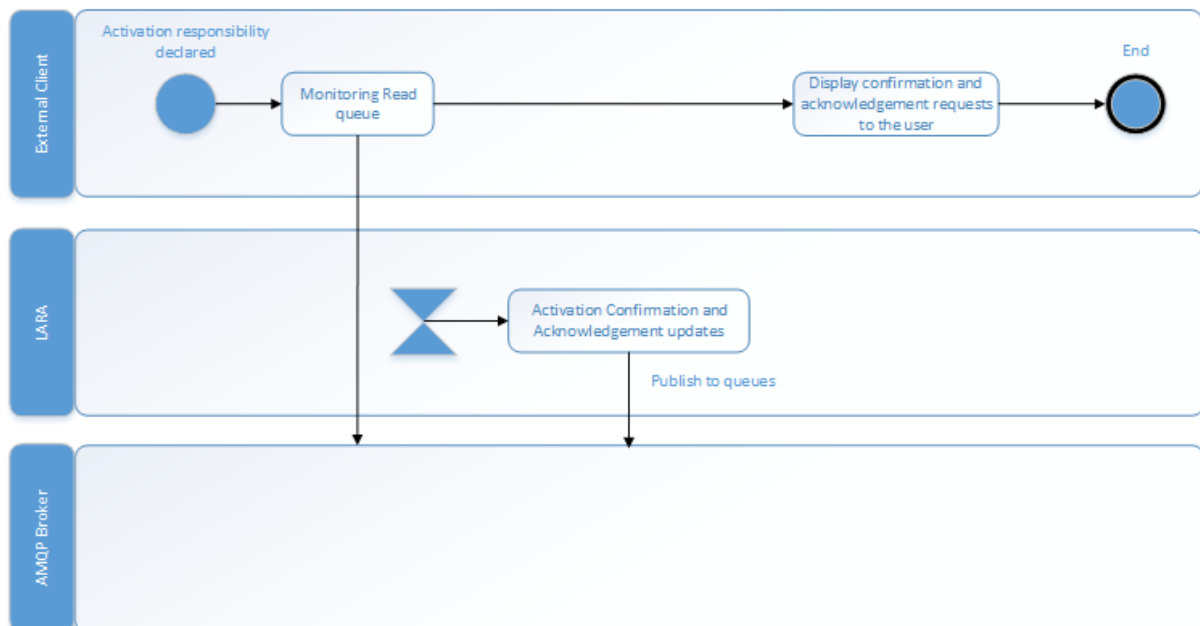 External Client
Activation responsibility
declared
Monitoring Read
queue
Display confirmation and
acknowledgement requests
to the user
End
LARA
Activation Confirmation and
Acknowledgement updates
Publish to queues
AMQP Broker